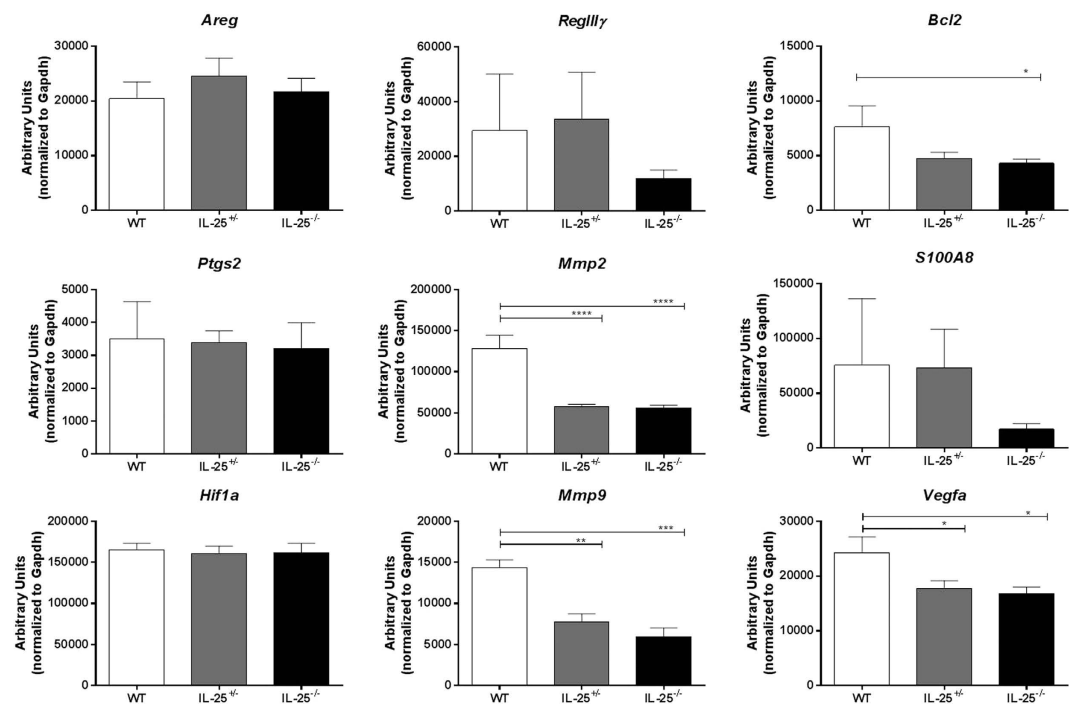 Areg
Arbitrary Units
(normalized to Gapdh)
30000
20000
10000
0
WT
IL-25+/-
IL-25-/-
RegIIIγ
Arbitrary Units
(normalized to Gapdh)
60000
40000
20000
0
WT
IL-25+/-
IL-25-/-
Bcl2
Arbitrary Units
(normalized to Gapdh)
15000
10000
5000
0
*
WT
IL-25+/-
IL-25-/-
Ptgs2
Arbitrary Units
(normalized to Gapdh)
5000
4000
3000
2000
1000
0
WT
IL-25+/-
IL-25-/-
Mmp2
Arbitrary Units
(normalized to Gapdh)
200000
150000
100000
50000
0
****
****
WT
IL-25+/-
IL-25-/-
S100A8
Arbitrary Units
(normalized to Gapdh)
150000
100000
50000
0
WT
IL-25+/-
IL-25-/-
Hif1a
Arbitrary Units
(normalized to Gapdh)
200000
150000
100000
50000
0
WT
IL-25+/-
IL-25-/-
Mmp9
Arbitrary Units
(normalized to Gapdh)
20000
15000
10000
5000
0
***
**
WT
IL-25+/-
IL-25-/-
Vegfa
Arbitrary Units
(normalized to Gapdh)
30000
20000
10000
0
*
*
WT
IL-25+/-
IL-25-/-